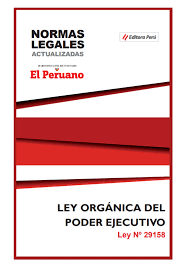 NORMAS
LEGALES
ACTUALIZADAS
Editora Perú
El Peruano
LEY ORGÁNICA DEL
PODER EJECUTIVO
Ley Nº 29158